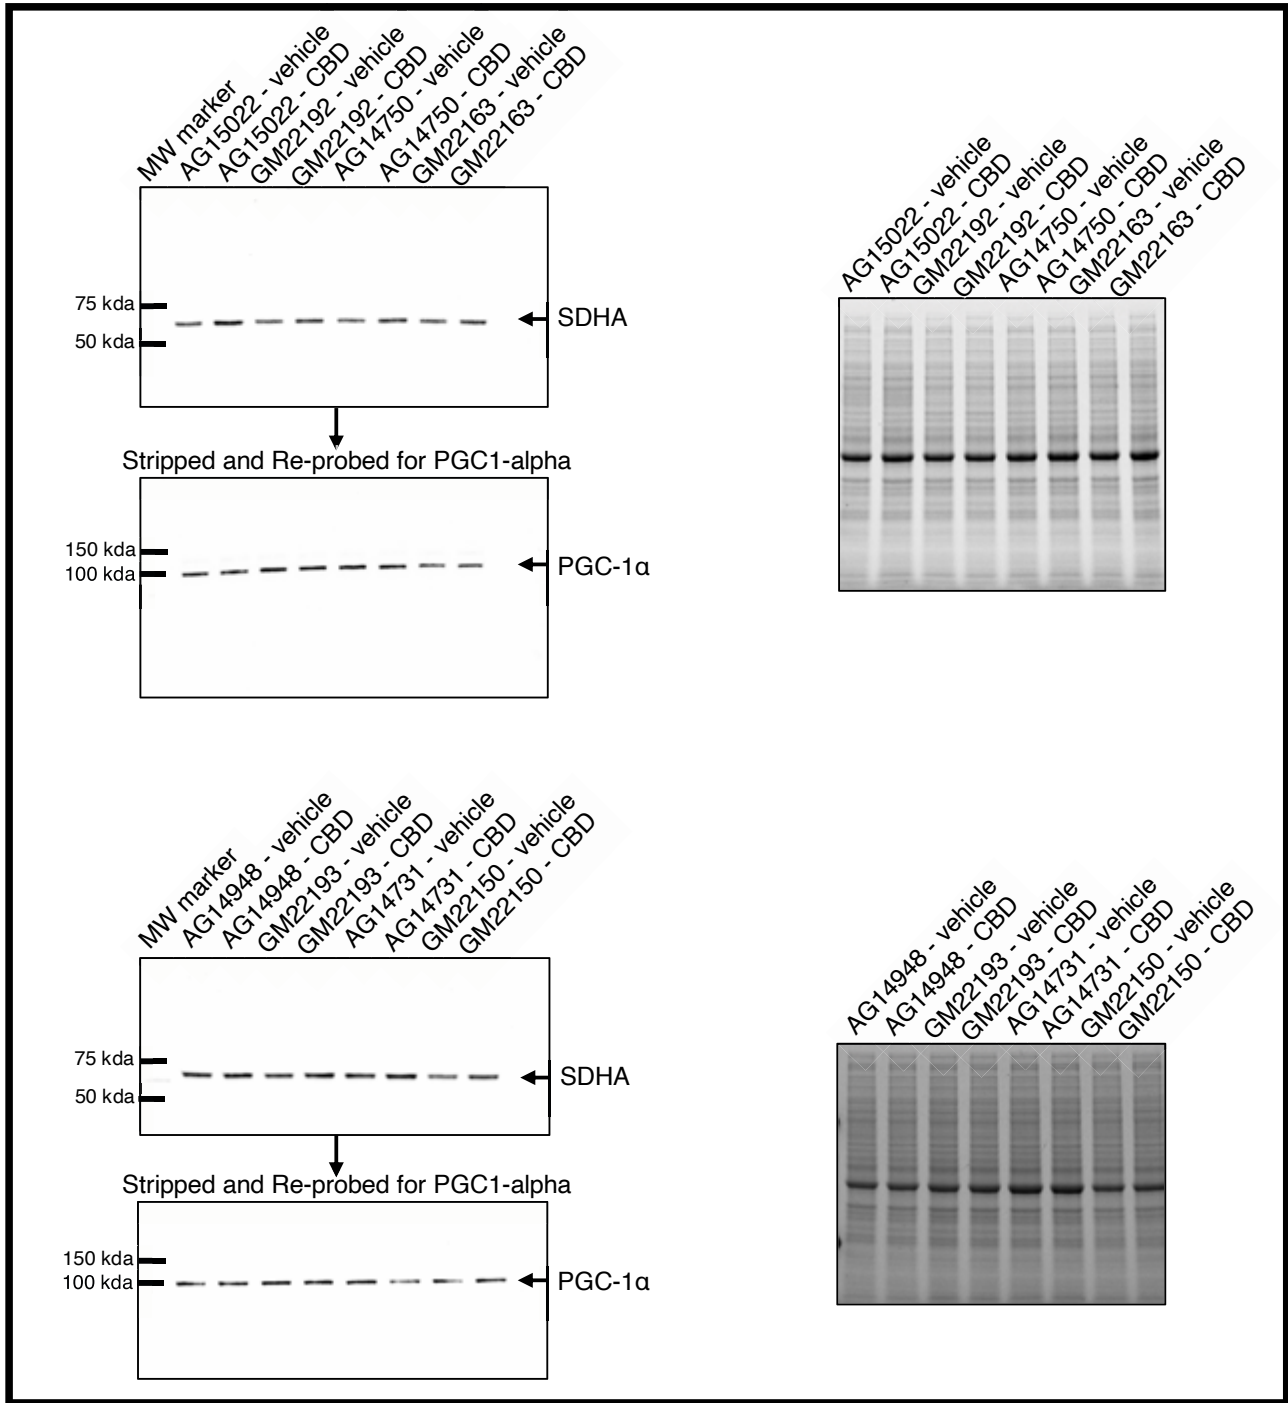 MW marker
AG15022 - vehicle
AG15022 - CBD
GM22192 - vehicle
GM22192 - CBD
AG14750 - vehicle
AG14750 - CBD
GM22163 - vehicle
GM22163 - CBD
75 kda
50 kda
SDHA
Stripped and Re-probed for PGC1-alpha
150 kda
100 kda
PGC-1α
AG15022 - vehicle
AG15022 - CBD
GM22192 - vehicle
GM22192 - CBD
AG14750 - vehicle
AG14750 - CBD
GM22163 - vehicle
GM22163 - CBD
MW marker
AG14948 - vehicle
AG14948 - CBD
GM22193 - vehicle
GM22193 - CBD
AG14731 - vehicle
AG14731 - CBD
GM22150 - vehicle
GM22150 - CBD
75 kda
50 kda
SDHA
Stripped and Re-probed for PGC1-alpha
150 kda
100 kda
PGC-1α
AG14948 - vehicle
AG14948 - CBD
GM22193 - vehicle
GM22193 - CBD
AG14731 - vehicle
AG14731 - CBD
GM22150 - vehicle
GM22150 - CBD